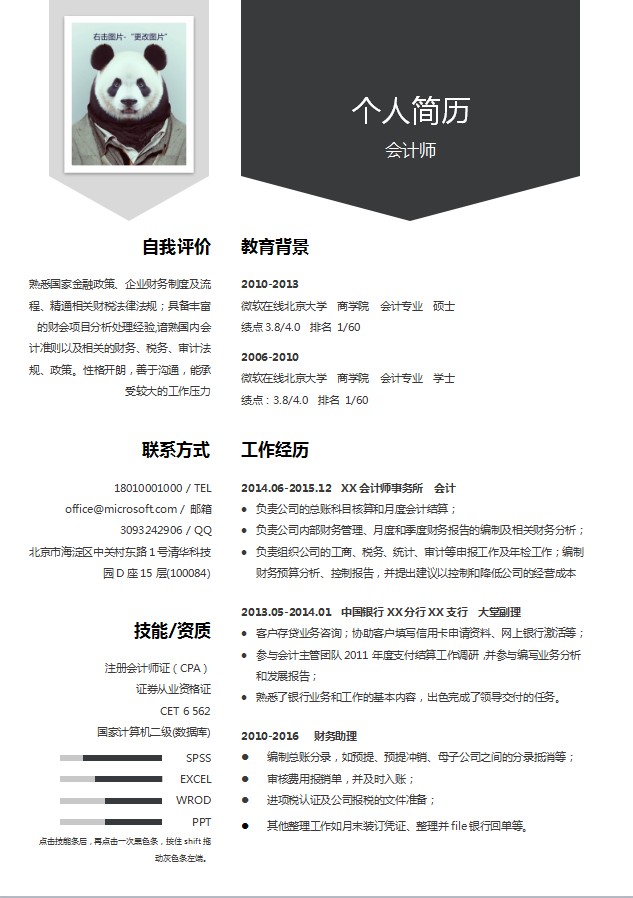 右击图片-“更改图片”
个人简历
会计师
自我评价
熟悉国家金融政策、企业财务制度及流
程、精通相关财税法律法规；具备丰富
的财会项目分析处理经验,谙熟国内会
计准则以及相关的财务、税务、审计法
规、政策。性格开朗，善于沟通，能承
受较大的工作压力
联系方式
18010001000 / TEL
office@microsoft.com / 邮箱
3093242906 / QQ
北京市海淀区中关村东路 1 号清华科技
园 D 座 15 层(100084)
技能/资质
注册会计师证（ CPA ）
证券从业资格证
CET 6 562
国家计算机二级(数据库)
SPSS
EXCEL
WROD
PPT
点击技能条后，再点击一次黑色条，按住 shift 拖
动灰色条左端。
教育背景
2010-2013
微软在线北京大学 商学院 会计专业 硕士
绩点 3.8/4.0 排名 1/60
2006-2010
微软在线北京大学 商学院 会计专业 学士
绩点：3.8/4.0 排名 1/60
工作经历
2014.06-2015.12 XX 会计师事务所 会计
● 负责公司的总账科目核算和月度会计结算；
● 负责公司内部财务管理、月度和季度财务报告的编制及相关财务分析；
● 负责组织公司的工商、税务、统计、审计等申报工作及年检工作；编制
财务预算分析、控制报告，并提出建议以控制和降低公司的经营成本
2013.05-2014.01 中国银行 XX 分行 XX 支行 大堂副理
● 客户存贷业务咨询；协助客户填写信用卡申请资料、网上银行激活等；
● 参与会计主管团队 2011 年度支付结算工作调研 ,并参与编写业务分析
和发展报告；
● 熟悉了银行业务和工作的基本内容，出色完成了领导交付的任务。
2010-2016 财务助理
● 编制总账分录，如预提、预提冲销、母子公司之间的分录抵消等；
● 审核费用报销单，并及时入账；
● 进项税认证及公司报税的文件准备；
● 其他整理工作如月末装订凭证、整理并 file 银行回单等。